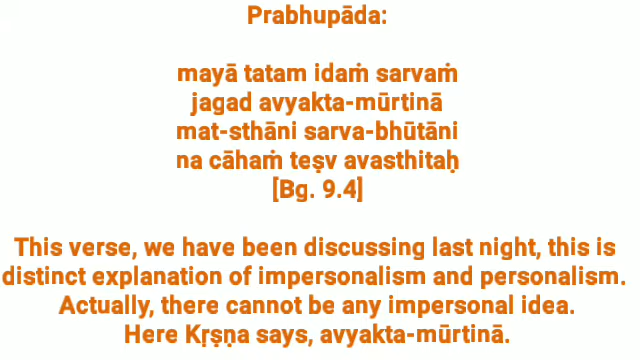 Prabhupāda:
mayā tatam idaṁ sarvaṁ
jagad avyakta-mūrtinā
mat-sthāni sarva-bhūtāni
na cāhaṁ teṣv avasthitaḥ
[Bg. 9.4]
This verse, we have been discussing last night, this is
distinct explanation of impersonalism and personalism.
Actually, there cannot be any impersonal idea.
Here Kṛṣṇa says, avyakta-mūrtinā.